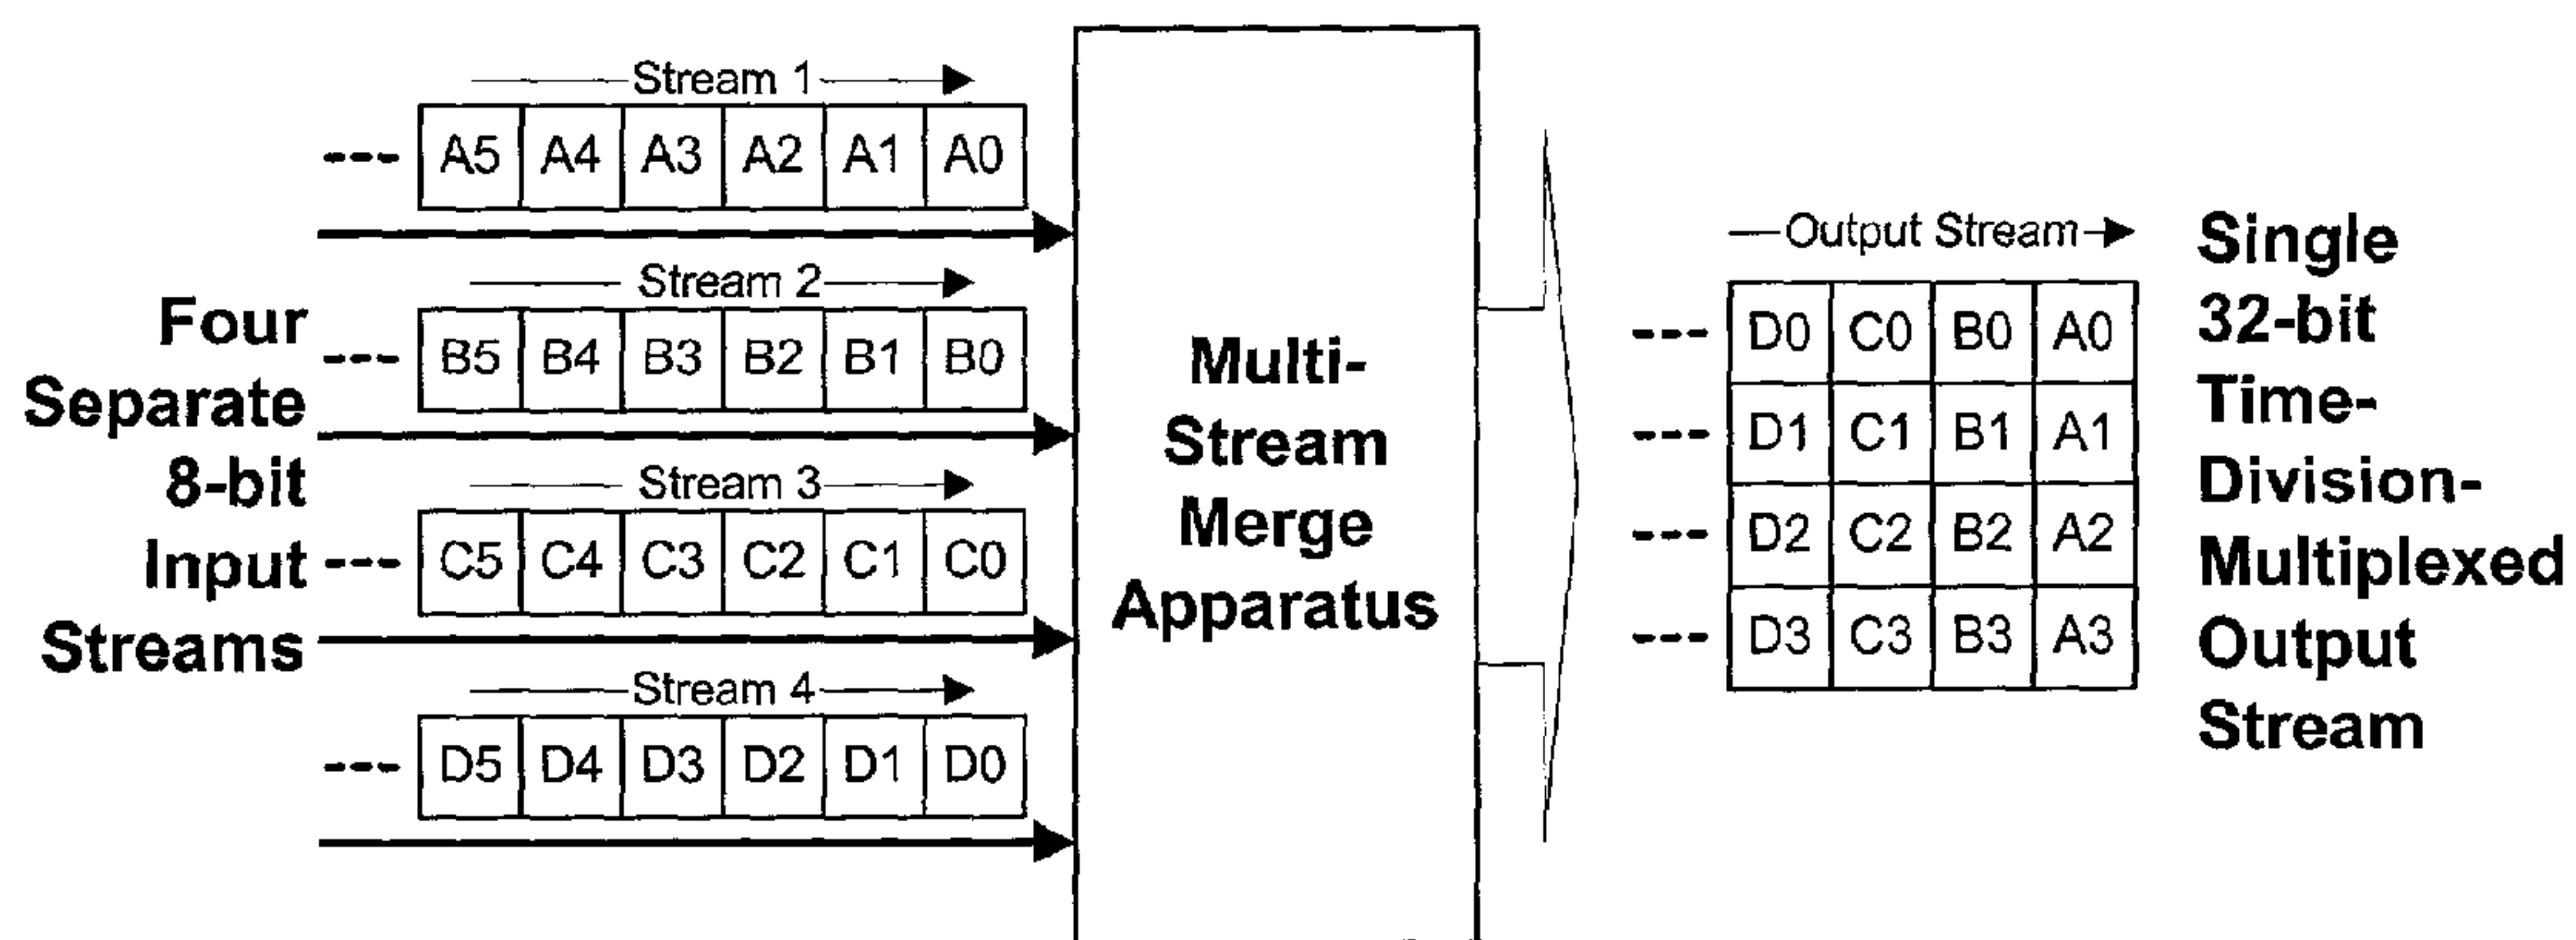 Four
Separate
8-bit
Input
Streams
Stream 1
--- A5 A4 A3 A2 A1 A0
Stream 2
--- B5 B4 B3 B2 B1 B0
Stream 3
--- C5 C4 C3 C2 C1 C0
Stream 4
--- D5 D4 D3 D2 D1 D0
Multi-
Stream
Merge
Apparatus
Output Stream
--- D0 C0 B0 A0
--- D1 C1 B1 A1
--- D2 C2 B2 A2
--- D3 C3 B3 A3
Single
32-bit
Time-
Division-
Multiplexed
Output
Stream